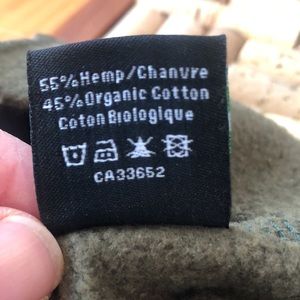 55%Hemp/Chanvre
45%Organic Cotton
Coton Biologique
CA33652